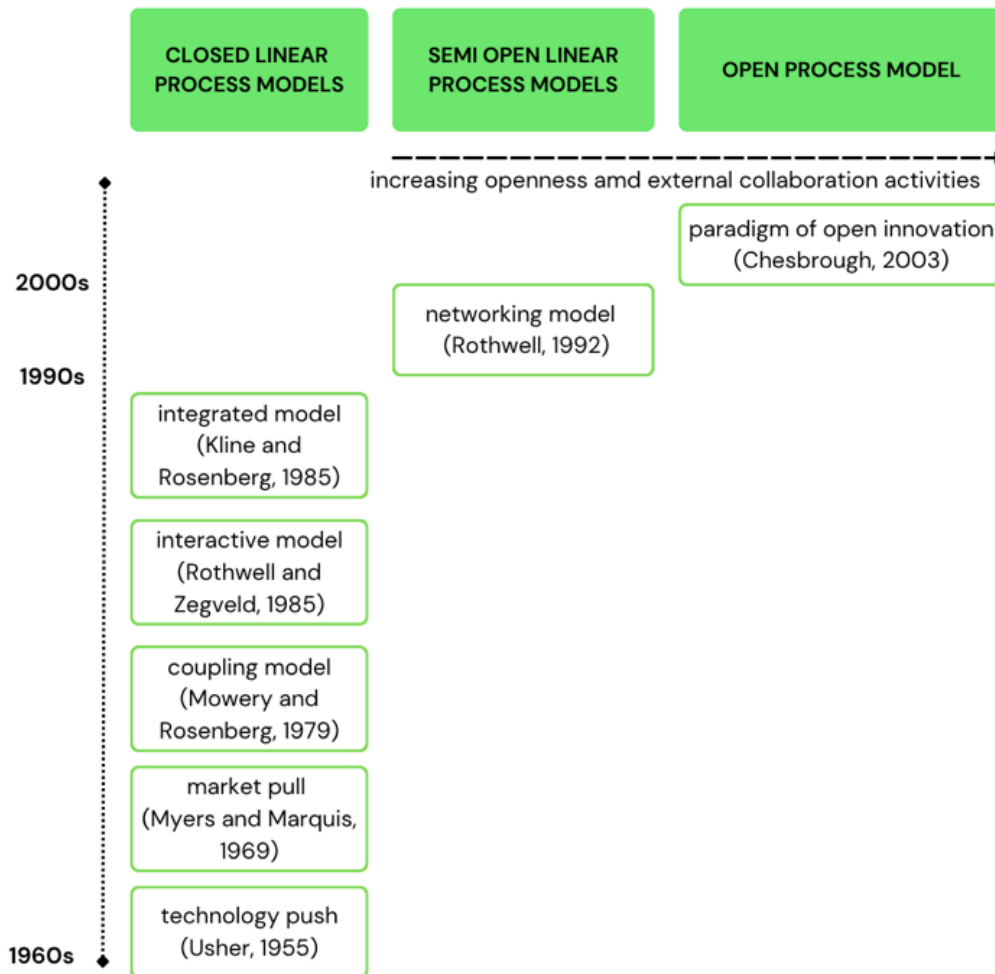 CLOSED LINEAR
PROCESS MODELS
SEMI OPEN LINEAR
PROCESS MODELS
OPEN PROCESS MODEL
increasing openness amd external collaboration activities
paradigm of open innovation
(Chesbrough, 2003)
2000s
networking model
(Rothwell, 1992)
1990s
integrated model
(Kline and
Rosenberg, 1985)
interactive model
(Rothwell and
Zegveld, 1985)
coupling model
(Mowery and
Rosenberg, 1979)
market pull
(Myers and Marquis,
1969)
technology push
(Usher, 1955)
1960s